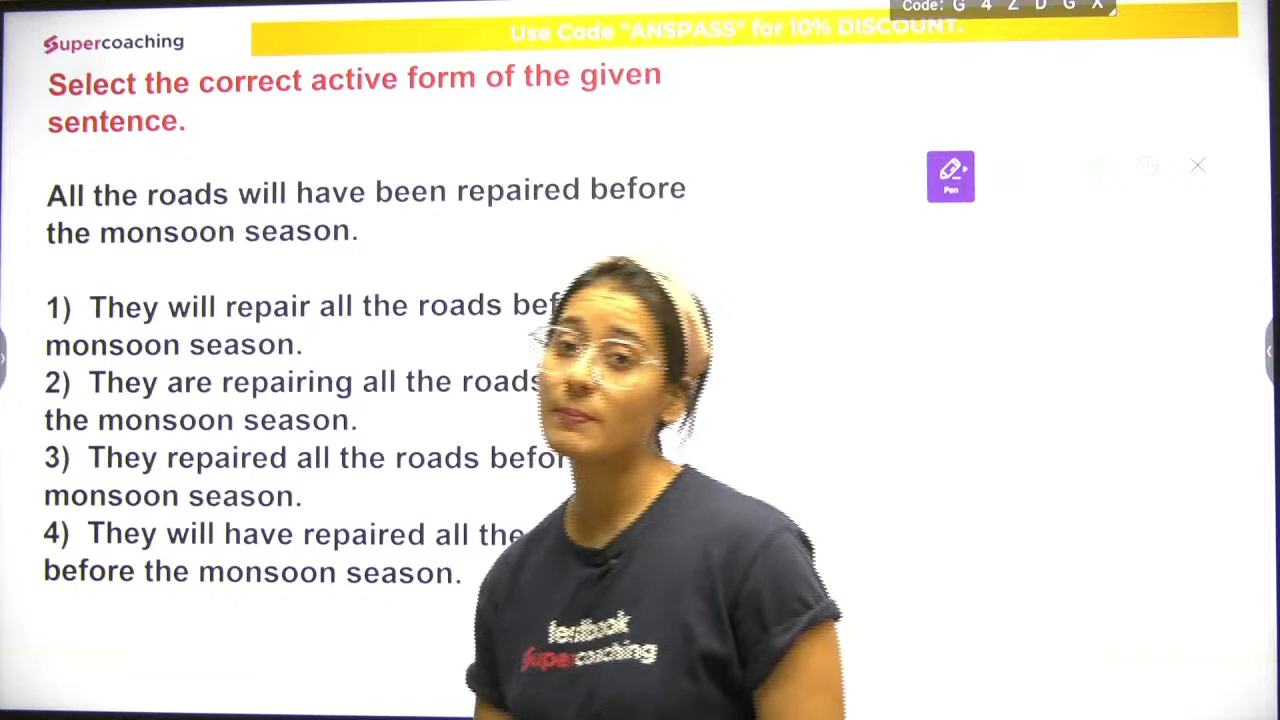 Code: G 4 Z D G X
Supercoaching
Use Code "ANSPASS" for 10% DISCOUNT.
Select the correct active form of the given
sentence.
All the roads will have been repaired before
the monsoon season.
Pen
1) They will repair all the roads
monsoon season.
2) They are repairing all the roads
the monsoon season.
3) They repaired all the roads
monsoon season.
4) They will have repaired all the
before the monsoon season.
testbook
Supercoaching